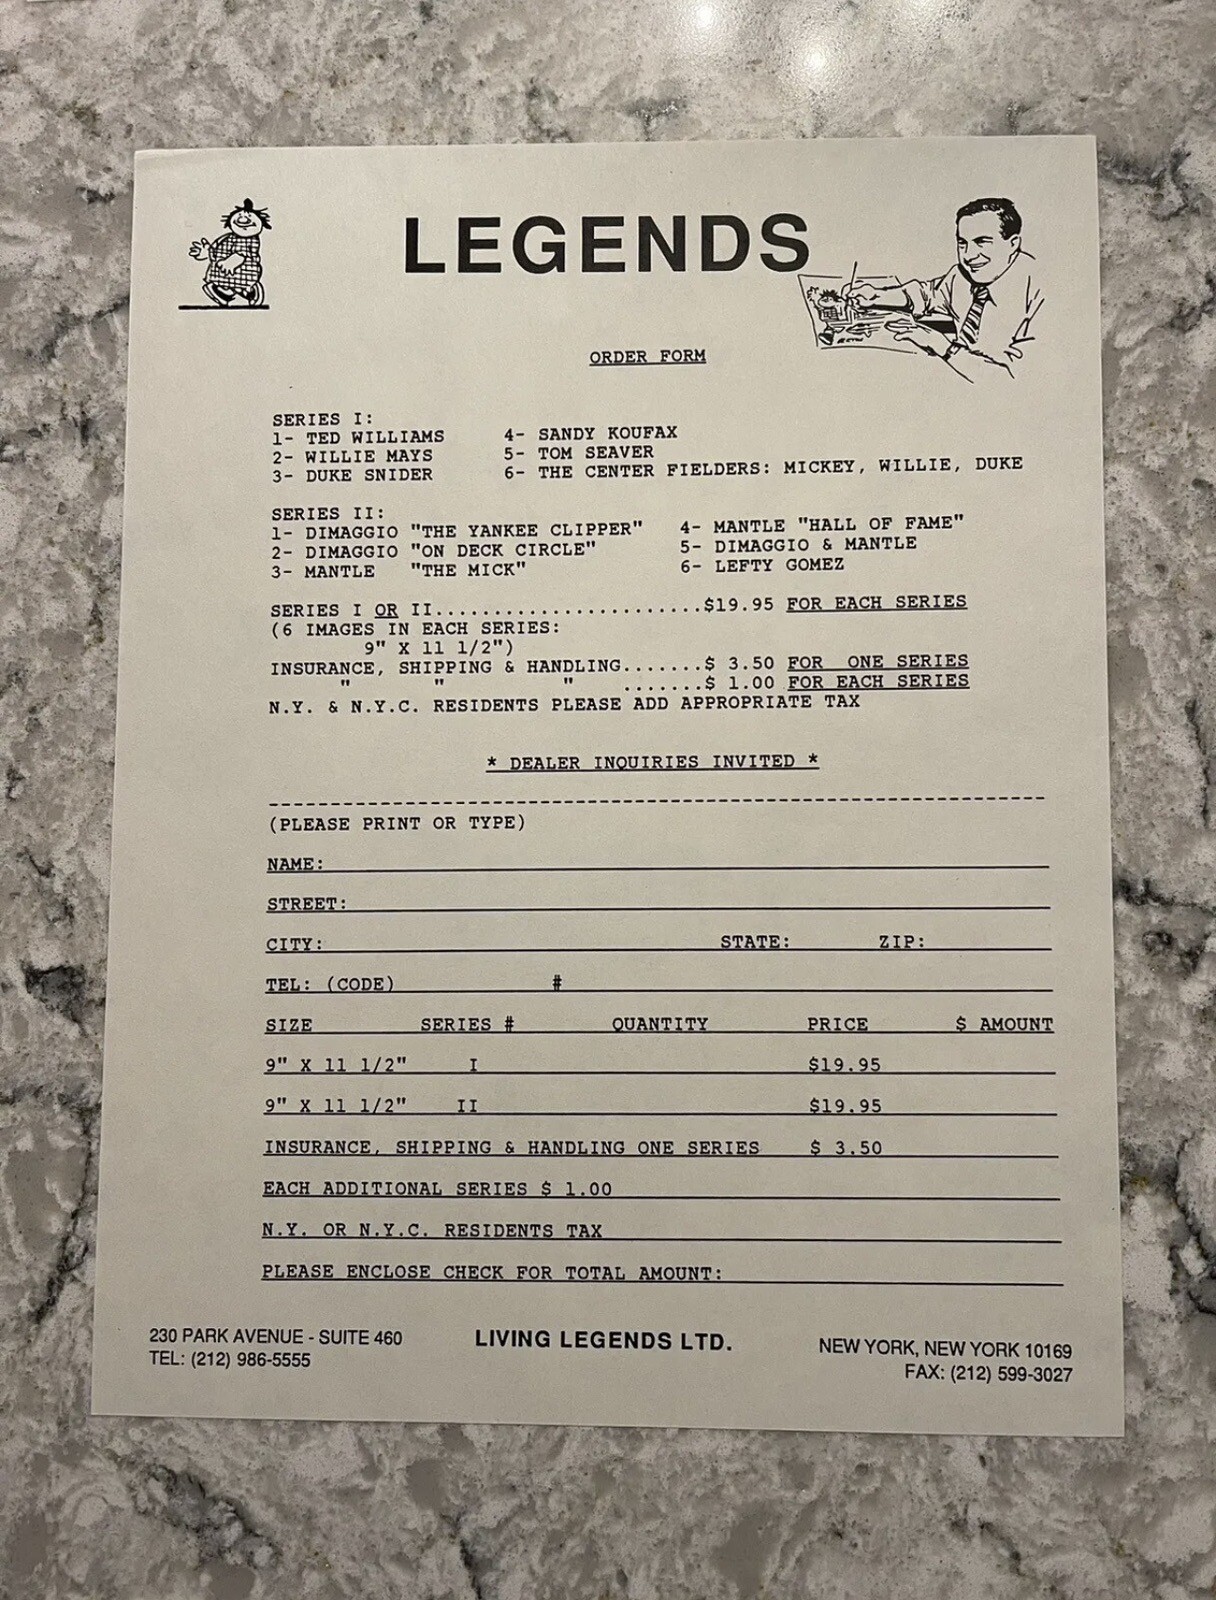 LEGENDS
ORDER FORM
SERIES I:
1- TED WILLIAMS 4- SANDY KOUFAX
2- WILLIE MAYS 5- TOM SEAVER
3- DUKE SNIDER 6- THE CENTER FIELDERS: MICKEY, WILLIE, DUKE
SERIES II:
1- DIMAGGIO "THE YANKEE CLIPPER" 4- MANTLE "HALL OF FAME"
2- DIMAGGIO "ON DECK CIRCLE" 5- DIMAGGIO & MANTLE
3- MANTLE "THE MICK" 6- LEFTY GOMEZ
SERIES I OR II.......................$19.95 FOR EACH SERIES
(6 IMAGES IN EACH SERIES:
9" X 11 1/2")
INSURANCE, SHIPPING & HANDLING.......$ 3.50 FOR ONE SERIES
" " " .......$ 1.00 FOR EACH SERIES
N.Y. & N.Y.C. RESIDENTS PLEASE ADD APPROPRIATE TAX
* DEALER INQUIRIES INVITED *
(PLEASE PRINT OR TYPE)
NAME:
STREET:
CITY: STATE: ZIP:
TEL: (CODE) #
SIZE SERIES # QUANTITY PRICE $ AMOUNT
9" X 11 1/2" I $19.95
9" X 11 1/2" II $19.95
INSURANCE, SHIPPING & HANDLING ONE SERIES $ 3.50
EACH ADDITIONAL SERIES $ 1.00
N.Y. OR N.Y.C. RESIDENTS TAX
PLEASE ENCLOSE CHECK FOR TOTAL AMOUNT:
230 PARK AVENUE - SUITE 460 LIVING LEGENDS LTD. NEW YORK, NEW YORK 10169
TEL: (212) 986-5555 FAX: (212) 599-3027